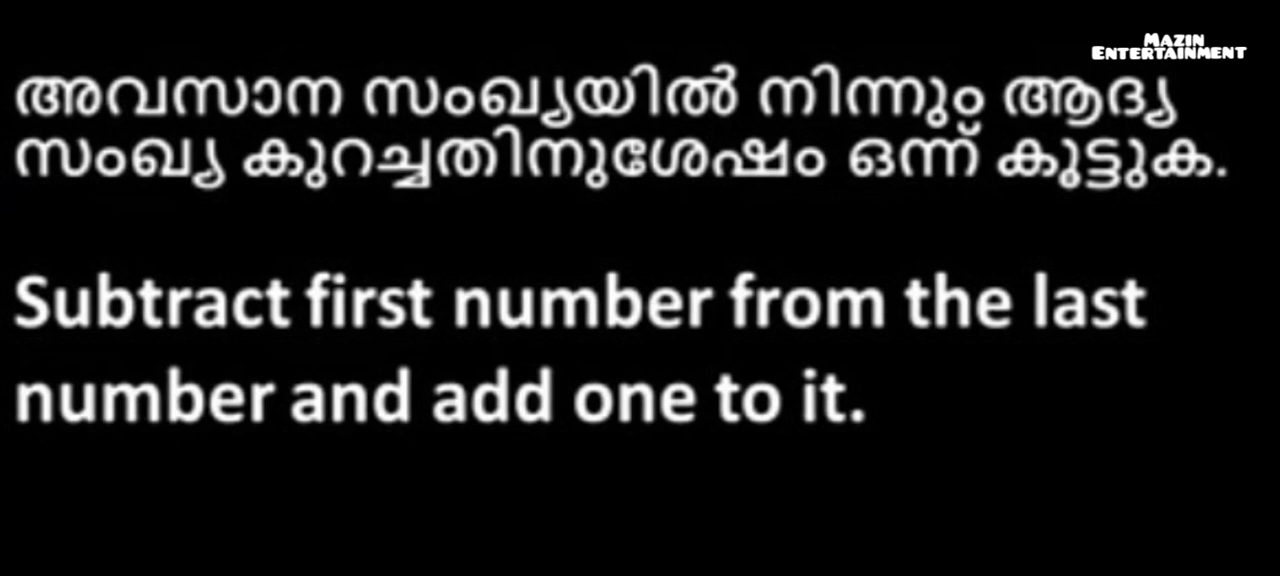 Mazin
Entertainment
അവസാന സംഖ്യയിൽ നിന്നും ആദ്യ
സംഖ്യ കുറച്ചതിനുശേഷം ഒന്ന് കൂട്ടുക.
Subtract first number from the last
number and add one to it.